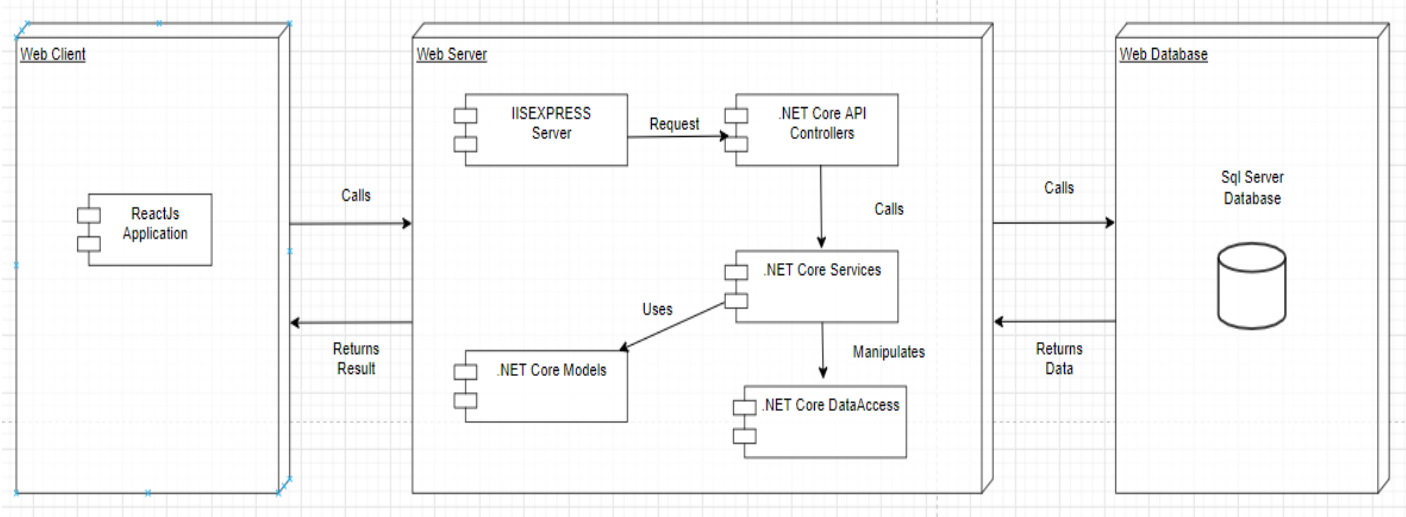 Web Client
ReactJs
Application
Calls
Returns
Result
Web Server
IISEXPRESS
Server
Request
.NET Core API
Controllers
Calls
.NET Core Services
Uses
.NET Core Models
Manipulates
.NET Core DataAccess
Calls
Returns
Data
Web Database
Sql Server
Database